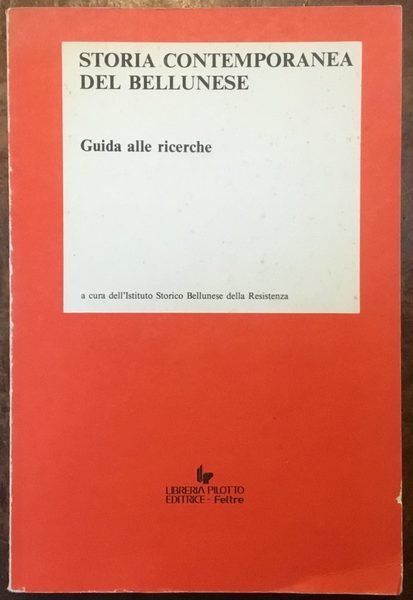 STORIA CONTEMPORANEA
DEL BELLUNESE
Guida alle ricerche
a cura dell'Istituto Storico Bellunese della Resistenza
LIBRERIA PILOTTO
EDITRICE - Feltre